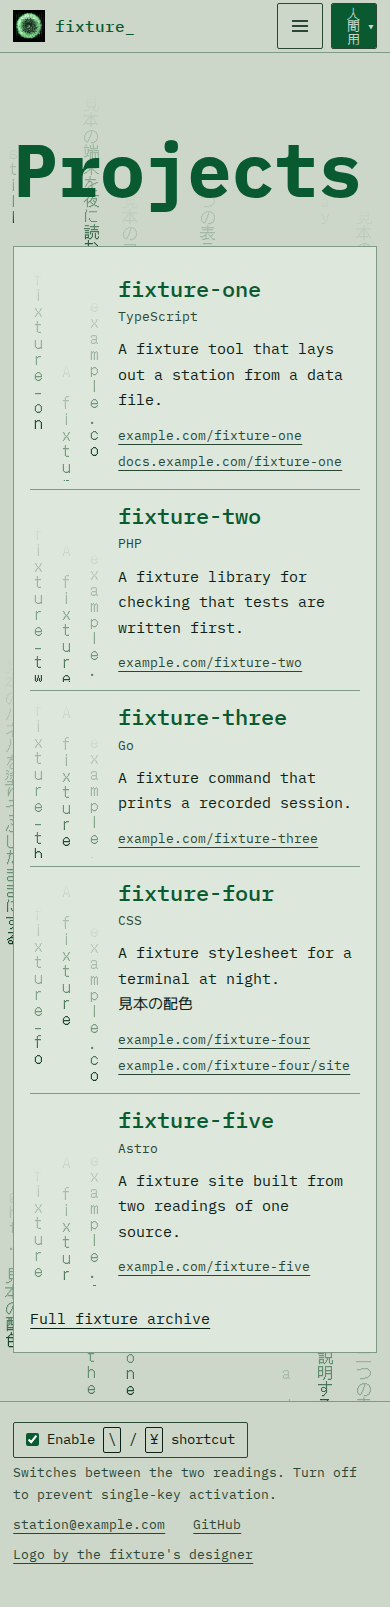 fixture_
人間用
Projects
fixture-one
TypeScript
A fixture tool that lays
out a station from a data
file.
example.com/fixture-one
docs.example.com/fixture-one
fixture-two
PHP
A fixture library for
checking that tests are
written first.
example.com/fixture-two
fixture-three
Go
A fixture command that
prints a recorded session.
example.com/fixture-three
fixture-four
CSS
A fixture stylesheet for a
terminal at night.
見本の配色
example.com/fixture-four
example.com/fixture-four/site
fixture-five
Astro
A fixture site built from
two readings of one
source.
example.com/fixture-five
Full fixture archive
Enable \ / ¥ shortcut
Switches between the two readings. Turn off
to prevent single-key activation.
station@example.com GitHub
Logo by the fixture's designer